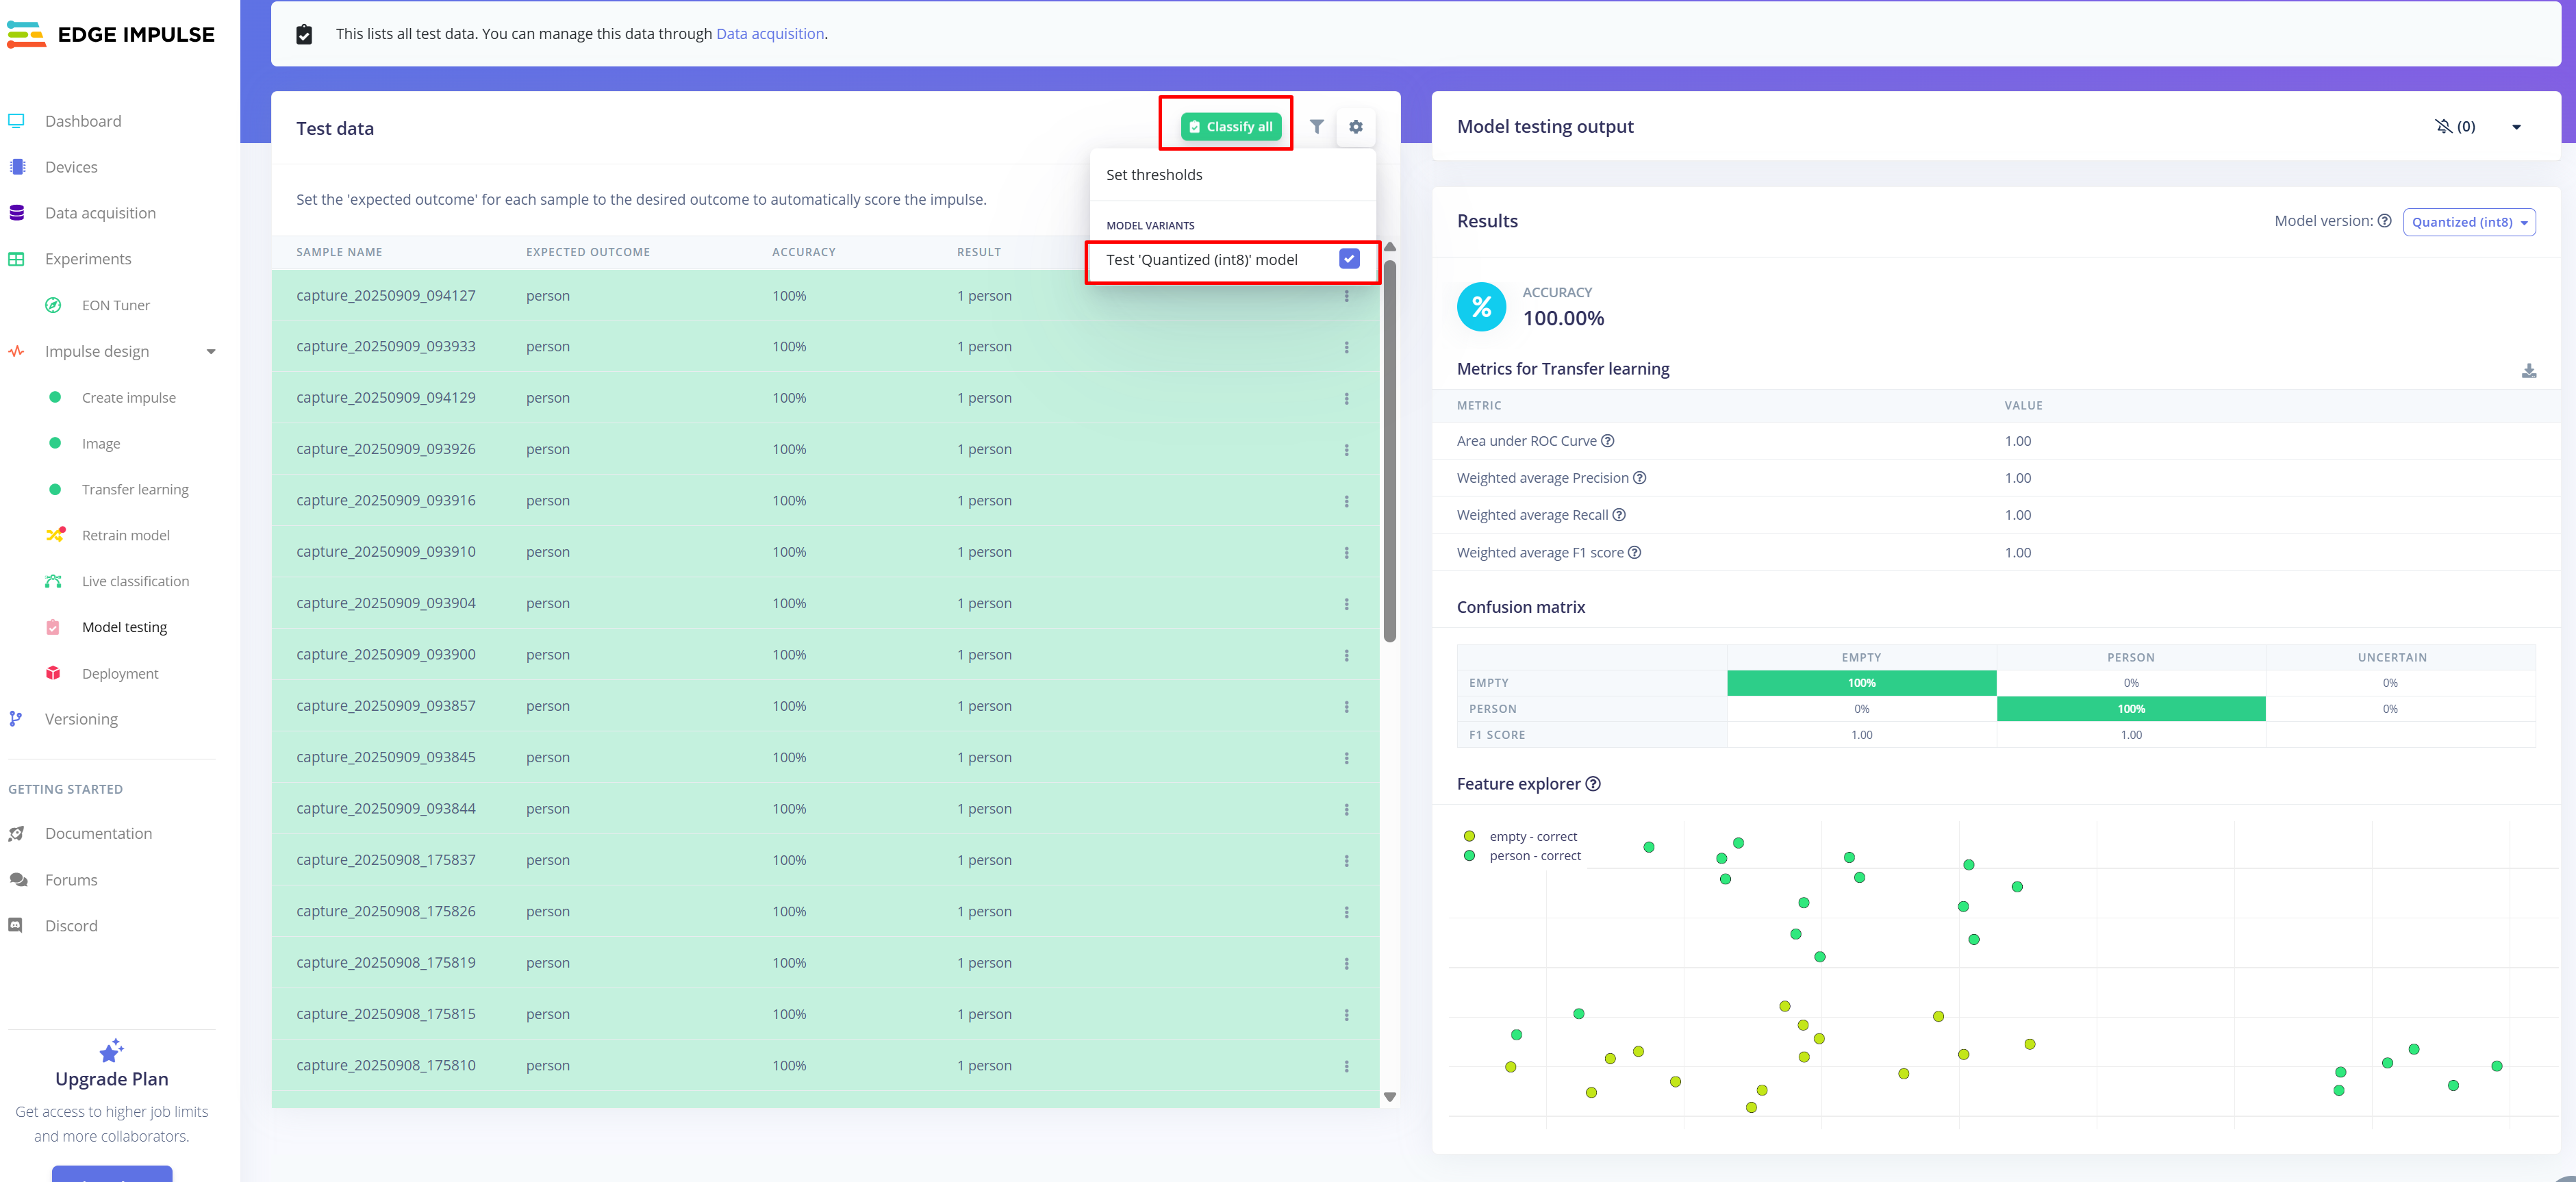 EDGE IMPULSE
Dashboard
Devices
Data acquisition
Experiments
EON Tuner
Impulse design
Create impulse
Image
Transfer learning
Retrain model
Live classification
Model testing
Deployment
Versioning
GETTING STARTED
Documentation
Forums
Discord
Upgrade Plan
Get access to higher job limits
and more collaborators.
This lists all test data. You can manage this data through Data acquisition.
Test data
Classify all
Set thresholds
MODEL VARIANTS
Test 'Quantized (int8)' model
Set the 'expected outcome' for each sample to the desired outcome to automatically score the impulse.
SAMPLE NAME EXPECTED OUTCOME ACCURACY RESULT
capture_20250909_094127 person 100% 1 person
capture_20250909_093933 person 100% 1 person
capture_20250909_094129 person 100% 1 person
capture_20250909_093926 person 100% 1 person
capture_20250909_093916 person 100% 1 person
capture_20250909_093910 person 100% 1 person
capture_20250909_093904 person 100% 1 person
capture_20250909_093900 person 100% 1 person
capture_20250909_093857 person 100% 1 person
capture_20250909_093845 person 100% 1 person
capture_20250909_093844 person 100% 1 person
capture_20250908_175837 person 100% 1 person
capture_20250908_175826 person 100% 1 person
capture_20250908_175819 person 100% 1 person
capture_20250908_175815 person 100% 1 person
capture_20250908_175810 person 100% 1 person
Model testing output
(0)
Results
Model version: Quantized (int8)
%
ACCURACY
100.00%
Metrics for Transfer learning
METRIC VALUE
Area under ROC Curve 1.00
Weighted average Precision 1.00
Weighted average Recall 1.00
Weighted average F1 score 1.00
Confusion matrix
EMPTY PERSON UNCERTAIN
EMPTY 100% 0% 0%
PERSON 0% 100% 0%
F1 SCORE 1.00 1.00
Feature explorer
empty - correct
person - correct